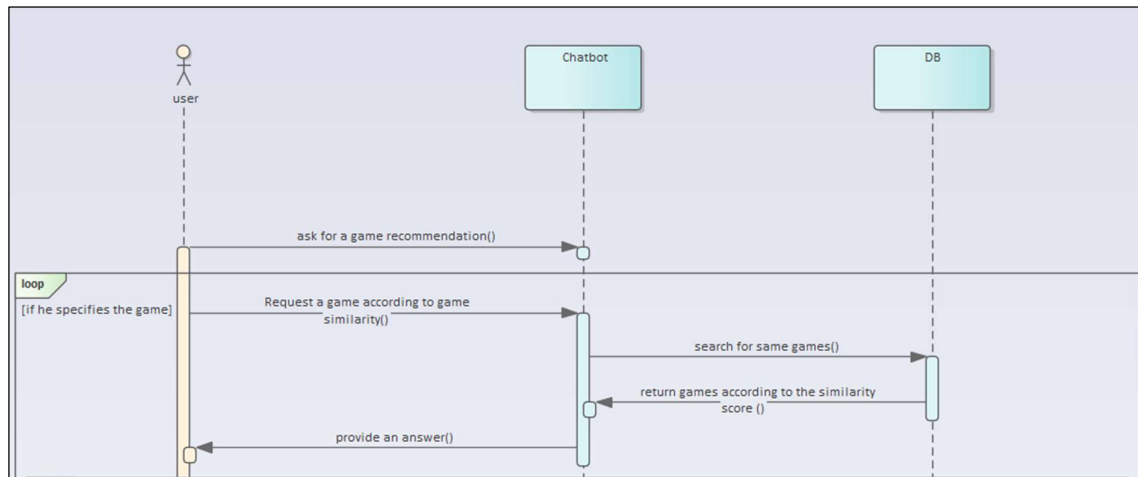 Chatbot
DB
user
ask for a game recommendation()
loop
[if he specifies the game]
Request a game according to game
similarity()
search for same games()
return games according to the similarity
score ()
provide an answer()